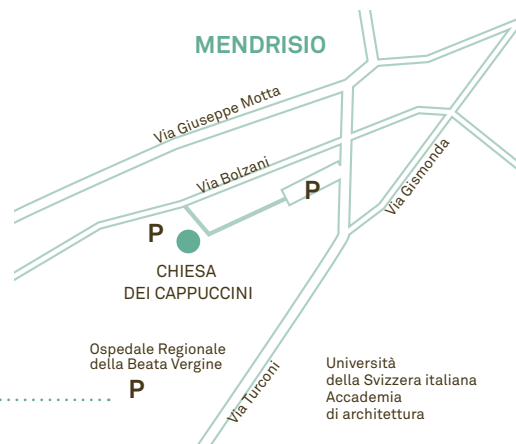 MENDRISIO
Via Giuseppe Motta
Via Bolzani
P
Via Gismonda
P
CHIESA
DEI CAPPUCCINI
Ospedale Regionale
della Beata Vergine
P
Via Turconi
Università
della Svizzera italiana
Accademia
di architettura